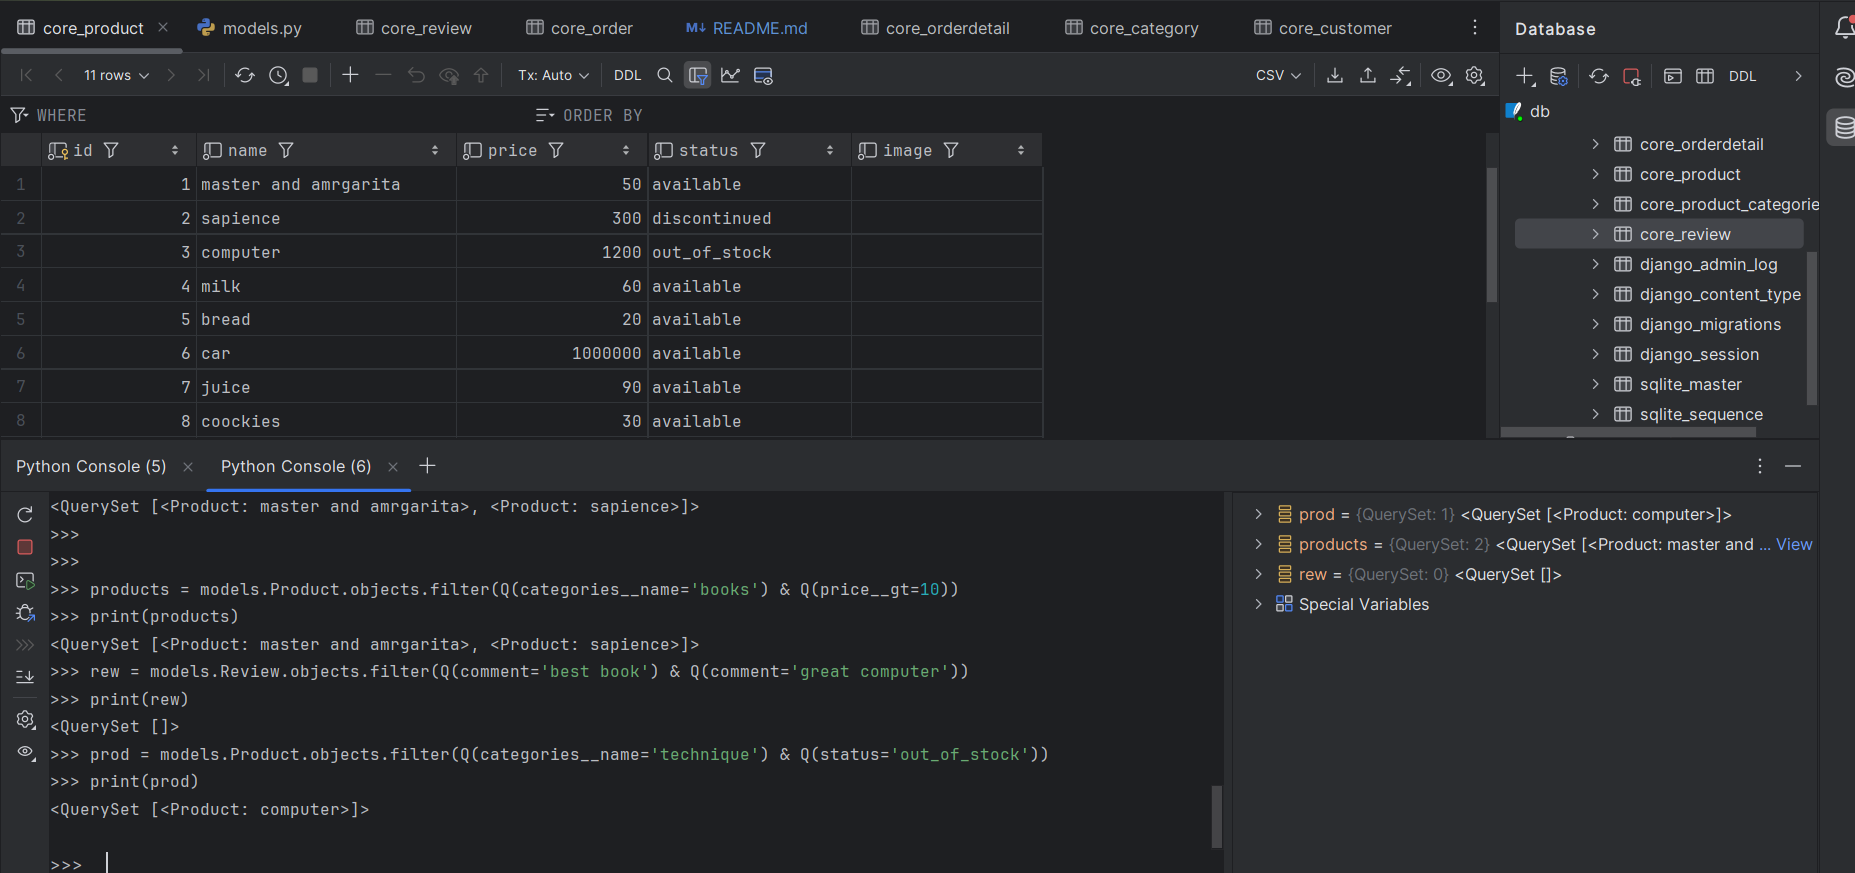 core_product
models.py
core_review
core_order
README.md
core_orderdetail
core_category
core_customer
Database
11 rows
Tx: Auto
DDL
CSV
DDL
WHERE
ORDER BY
db
id name price status image
1 1 master and amrgarita 50 available
2 2 sapience 300 discontinued
3 3 computer 1200 out_of_stock
4 4 milk 60 available
5 5 bread 20 available
6 6 car 1000000 available
7 7 juice 90 available
8 8 coockies 30 available
core_orderdetail
core_product
core_product_categorie
core_review
django_admin_log
django_content_type
django_migrations
django_session
sqlite_master
sqlite_sequence
Python Console (5)
Python Console (6)
<QuerySet [<Product: master and amrgarita>, <Product: sapience>]>
>>>
>>>
>>> products = models.Product.objects.filter(Q(categories__name='books') & Q(price__gt=10))
>>> print(products)
<QuerySet [<Product: master and amrgarita>, <Product: sapience>]>
>>> rew = models.Review.objects.filter(Q(comment='best book') & Q(comment='great computer'))
>>> print(rew)
<QuerySet []>
>>> prod = models.Product.objects.filter(Q(categories__name='technique') & Q(status='out_of_stock'))
>>> print(prod)
<QuerySet [<Product: computer>]>
>>>
prod = {QuerySet: 1} <QuerySet [<Product: computer>]>
products = {QuerySet: 2} <QuerySet [<Product: master and ... View
rew = {QuerySet: 0} <QuerySet []>
Special Variables